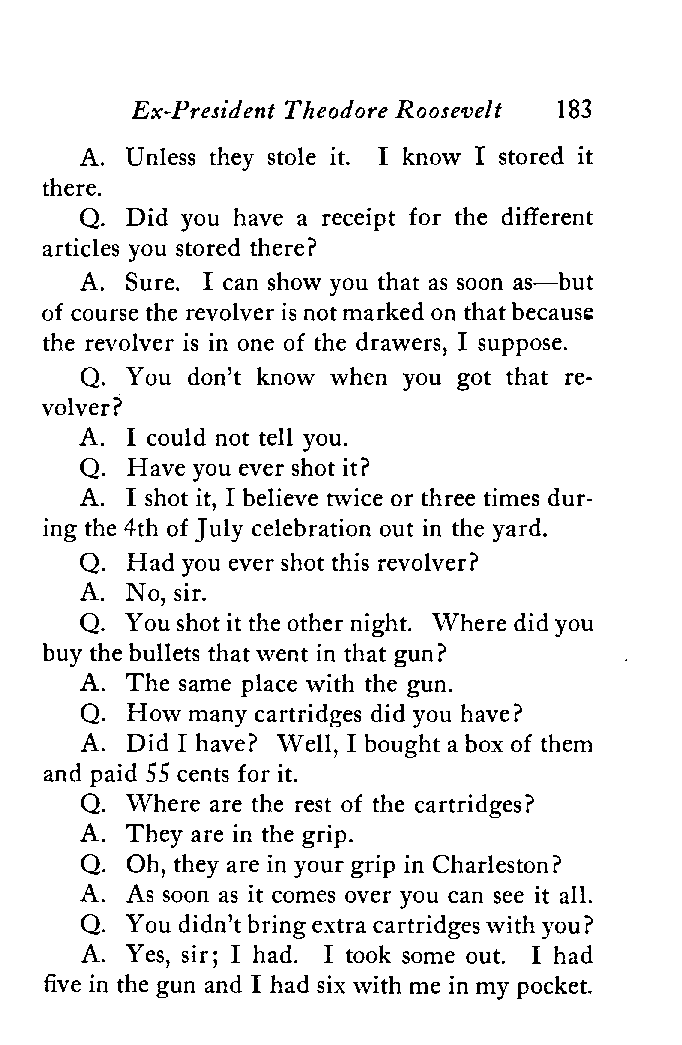 Ex-President Theodore Roosevelt 183
A. Unless they stole it. I know I stored it
there.
Q. Did you have a receipt for the different
articles you stored there?
A. Sure. I can show you that as soon as—but
of course the revolver is not marked on that because
the revolver is in one of the drawers, I suppose.
Q. You don't know when you got that re-
volver?
A. I could not tell you.
Q. Have you ever shot it?
A. I shot it, I believe twice or three times dur-
ing the 4th of July celebration out in the yard.
Q. Had you ever shot this revolver?
A. No, sir.
Q. You shot it the other night. Where did you
buy the bullets that went in that gun?
A. The same place with the gun.
Q. How many cartridges did you have?
A. Did I have? Well, I bought a box of them
and paid 55 cents for it.
Q. Where are the rest of the cartridges?
A. They are in the grip.
Q. Oh, they are in your grip in Charleston?
A. As soon as it comes over you can see it all.
Q. You didn't bring extra cartridges with you?
A. Yes, sir; I had. I took some out. I had
five in the gun and I had six with me in my pocket.